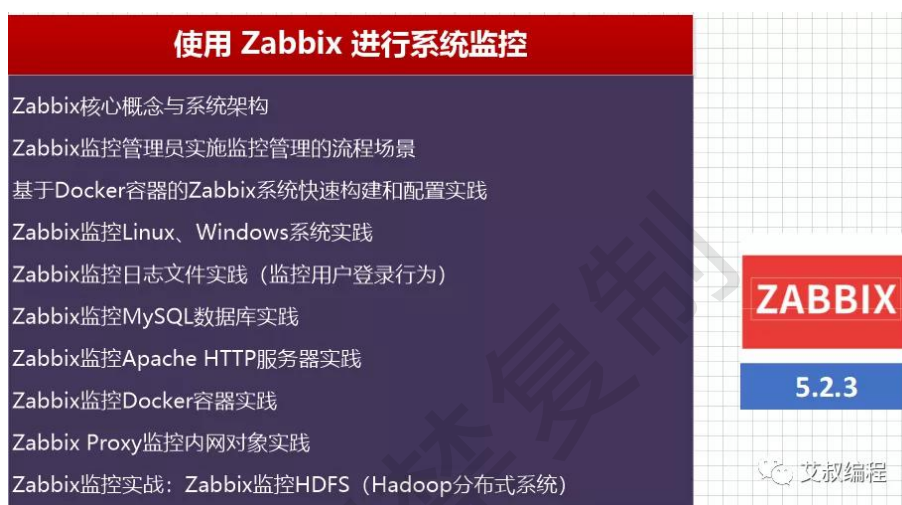 使用 Zabbix 进行系统监控
Zabbix核心概念与系统架构
Zabbix监控管理员实施监控管理的流程场景
基于Docker容器的Zabbix系统快速构建和配置实践
Zabbix监控Linux、Windows系统实践
Zabbix监控日志文件实践（监控用户登录行为）
Zabbix监控MySQL数据库实践
Zabbix监控Apache HTTP服务器实践
Zabbix监控Docker容器实践
Zabbix Proxy监控内网对象实践
Zabbix监控实战：Zabbix监控HDFS（Hadoop分布式系统）
ZABBIX
5.2.3
艾叔编程
禁复制